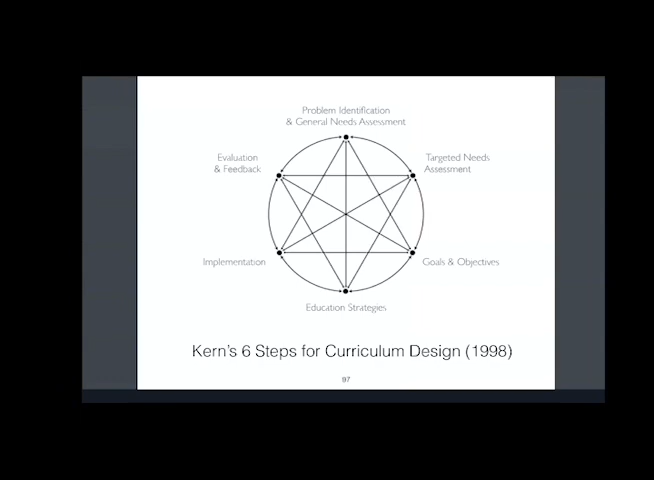 Problem Identification
& General Needs Assessment
Evaluation
& Feedback
Targeted Needs
Assessment
Implementation
Goals & Objectives
Education Strategies
Kern's 6 Steps for Curriculum Design (1998)
97